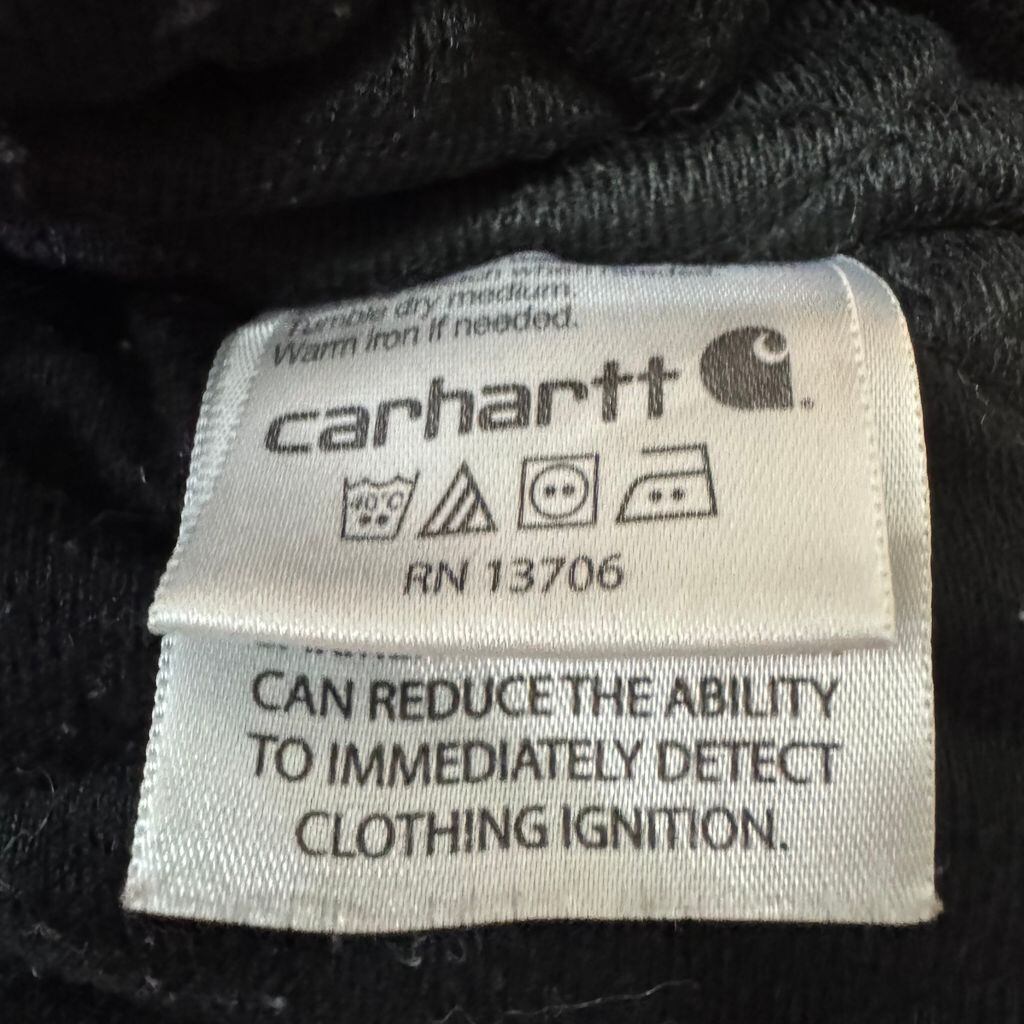 Tumble dry medium
Warm iron if needed.
carhartt
40°C
RN 13706
CAN REDUCE THE ABILITY
TO IMMEDIATELY DETECT
CLOTHING IGNITION.